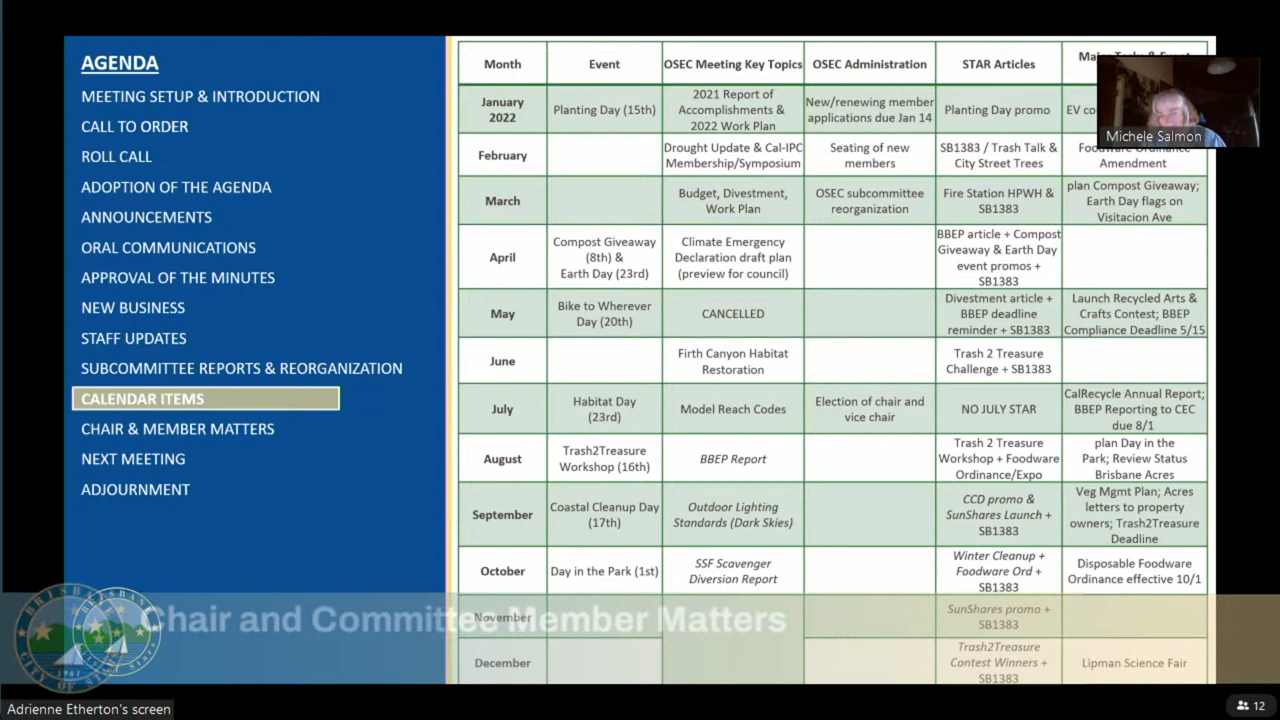 AGENDA
MEETING SETUP & INTRODUCTION
CALL TO ORDER
ROLL CALL
ADOPTION OF THE AGENDA
ANNOUNCEMENTS
ORAL COMMUNICATIONS
APPROVAL OF THE MINUTES
NEW BUSINESS
STAFF UPDATES
SUBCOMMITTEE REPORTS & REORGANIZATION
CALENDAR ITEMS
CHAIR & MEMBER MATTERS
NEXT MEETING
ADJOURNMENT
Month
Event
OSEC Meeting Key Topics
OSEC Administration
STAR Articles
January
2022
Planting Day (15th)
2021 Report of
Accomplishments &
2022 Work Plan
New/renewing member
applications due Jan 14
Planting Day promo
EV
Michele Salmon
February
Drought Update & Cal-IPC
Membership/Symposium
Seating of new
members
SB1383 / Trash Talk &
City Street Trees
Foodware Ordinance
Amendment
March
Budget, Divestment,
Work Plan
OSEC subcommittee
reorganization
Fire Station HPWH &
SB1383
plan Compost Giveaway;
Earth Day flags on
Visitacion Ave
April
Compost Giveaway
(8th) &
Earth Day (23rd)
Climate Emergency
Declaration draft plan
(preview for council)
BBEP article + Compost
Giveaway & Earth Day
event promos +
SB1383
May
Bike to Wherever
Day (20th)
CANCELLED
Divestment article +
BBEP deadline
reminder + SB1383
Launch Recycled Arts &
Crafts Contest; BBEP
Compliance Deadline 5/15
June
Firth Canyon Habitat
Restoration
Trash 2 Treasure
Challenge + SB1383
July
Habitat Day
(23rd)
Model Reach Codes
Election of chair and
vice chair
NO JULY STAR
CalRecycle Annual Report;
BBEP Reporting to CEC
due 8/1
August
Trash2Treasure
Workshop (16th)
BBEP Report
Trash 2 Treasure
Workshop + Foodware
Ordinance/Expo
plan Day in the
Park; Review Status
Brisbane Acres
September
Coastal Cleanup Day
(17th)
Outdoor Lighting
Standards (Dark Skies)
CCD promo &
SunShares Launch +
SB1383
Veg Mgmt Plan; Acres
letters to property
owners; Trash2Treasure
Deadline
October
Day in the Park (1st)
SSF Scavenger
Diversion Report
Winter Cleanup +
Foodware Ord +
SB1383
Disposable Foodware
Ordinance effective 10/1
November
SunShares promo +
SB1383
December
Trash2Treasure
Contest Winners +
SB1383
Lipman Science Fair
Chair and Committee Member Matters
BRISBANE
CITY OF STARS
1961
Adrienne Etherton's screen
12